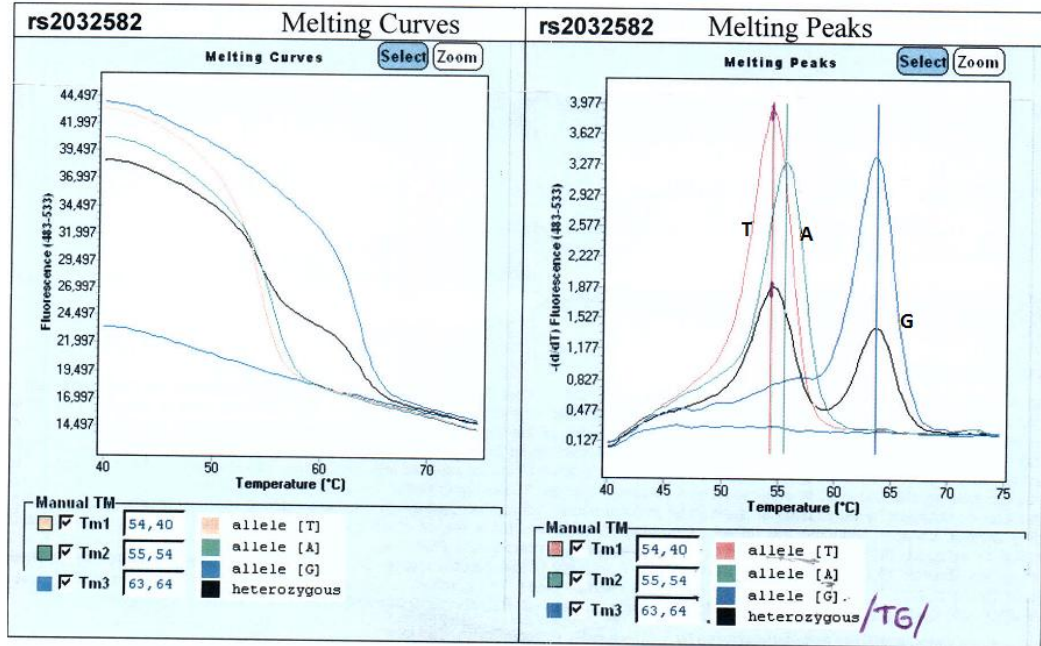 rs2032582 Melting Curves
Melting Curves Select Zoom
Fluorescence (483-533)
44,497
41,997
39,497
36,997
34,497
31,997
29,497
26,997
24,497
21,997
19,497
16,997
14,497
40 50 60 70
Temperature (°C)
Manual TM
Tm1 54,40 allele [T]
Tm2 55,54 allele [A]
Tm3 63,64 allele [G]
heterozygous
rs2032582 Melting Peaks
Melting Peaks Select Zoom
-(d/dT) Fluorescence (483-533)
3,977
3,627
3,277
2,927
2,577
2,227
1,877
1,527
1,177
0,827
0,477
0,127
T
A
G
40 45 50 55 60 65 70 75
Temperature (°C)
Manual TM
Tm1 54,40 allele [T]
Tm2 55,54 allele [A]
Tm3 63,64 allele [G].
heterozygous /TG/